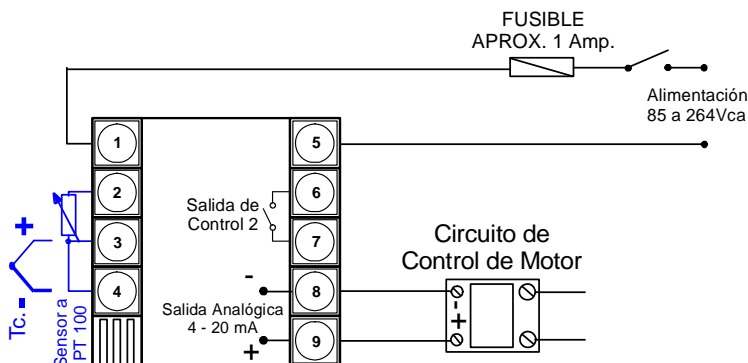 FUSIBLE
APROX. 1 Amp.
Alimentación
85 a 264Vca
1
5
2
6
Salida de
Control 2
3
7
Circuito de
Control de Motor
+
Tc. -
4
-
8
-
Salida Analógica
4 - 20 mA
+
9
+
Sensor a
PT 100